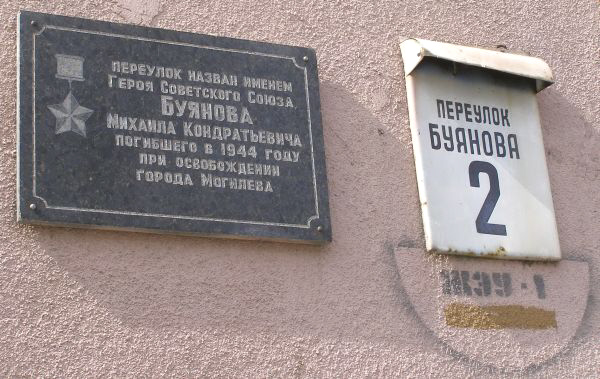 ПЕРЕУЛОК НАЗВАН ИМЕНЕМ
ГЕРОЯ СОВЕТСКОГО СОЮЗА
БУЯНОВА
МИХАИЛА КОНДРАТЬЕВИЧА
ПОГИБШЕГО В 1944 ГОДУ
ПРИ ОСВОБОЖДЕНИИ
ГОРОДА МОГИЛЕВА
ПЕРЕУЛОК
БУЯНОВА
2
ЖЭУ-1